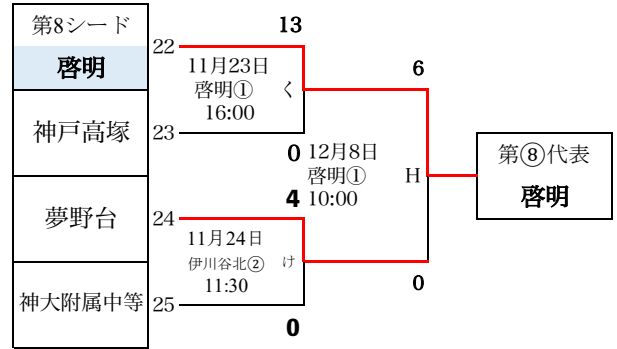 第8シード
啓明
22
13
11月23日
啓明①
16:00
く
神戸高塚
23
0
6
12月8日
啓明①
10:00
H
第⑧代表
啓明
夢野台
24
4
11月24日
伊川谷北②
11:30
け
神大附属中等
25
0
0